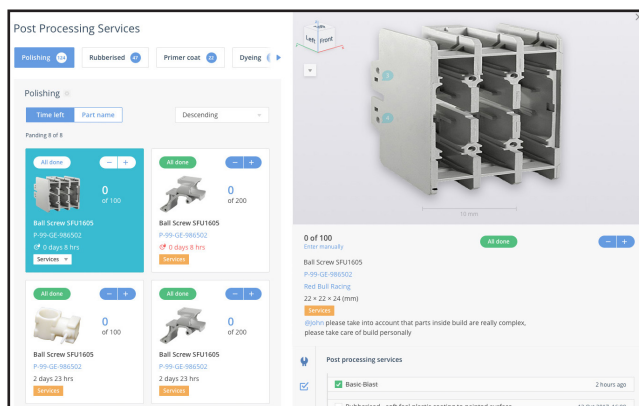 Post Processing Services
Polishing 124
Rubberised 47
Primer coat 22
Dyeing
Polishing
Time left
Part name
Descending
Panding 8 of 8
All done
− +
0
of 100
Ball Screw SFU1605
P-99-GE-986502
0 days 8 hrs
Services
All done
− +
0
of 200
Ball Screw SFU1605
P-99-GE-986502
0 days 8 hrs
Services
All done
− +
0
of 100
Ball Screw SFU1605
P-99-GE-986502
2 days 23 hrs
Services
All done
− +
0
of 200
Ball Screw SFU1605
P-99-GE-986502
2 days 23 hrs
Services
Left Front
10 mm
0 of 100
Enter manually
All done
− +
Ball Screw SFU1605
P-99-GE-986502
Red Bull Racing
22 × 22 × 24 (mm)
Services
@John please take into account that parts inside build are really complex,
please take care of build personally
Post processing services
Basic Blast
2 hours ago